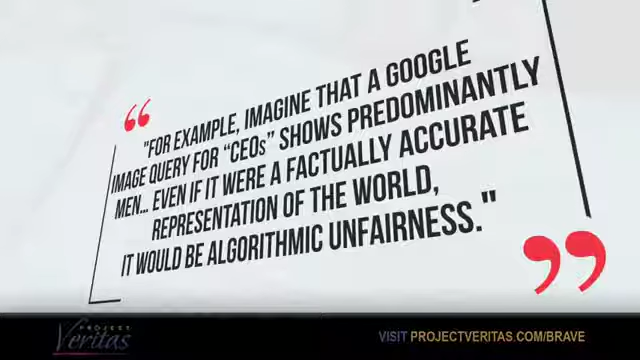 "FOR EXAMPLE, IMAGINE THAT A GOOGLE
IMAGE QUERY FOR “CEOs” SHOWS PREDOMINANTLY
MEN... EVEN IF IT WERE A FACTUALLY ACCURATE
REPRESENTATION OF THE WORLD,
IT WOULD BE ALGORITHMIC UNFAIRNESS."
PROJECT
Veritas
VISIT PROJECTVERITAS.COM/BRAVE